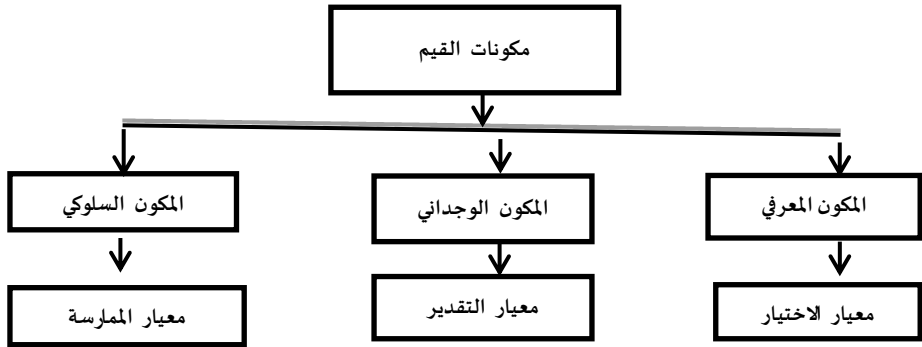 مكونات القيم
المكون المعرفي
المكون الوجداني
المكون السلوكي
معيار الاختيار
معيار التقدير
معيار الممارسة